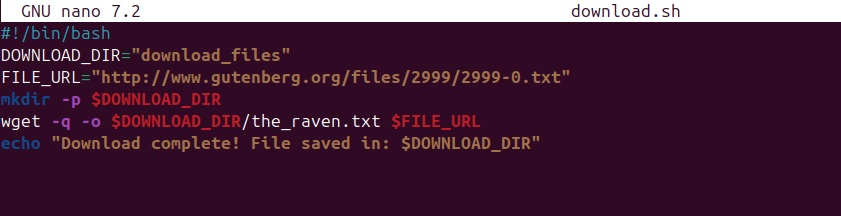 GNU nano 7.2 download.sh
#!/bin/bash
DOWNLOAD_DIR="download_files"
FILE_URL="http://www.gutenberg.org/files/2999/2999-0.txt"
mkdir -p $DOWNLOAD_DIR
wget -q -o $DOWNLOAD_DIR/the_raven.txt $FILE_URL
echo "Download complete! File saved in: $DOWNLOAD_DIR"